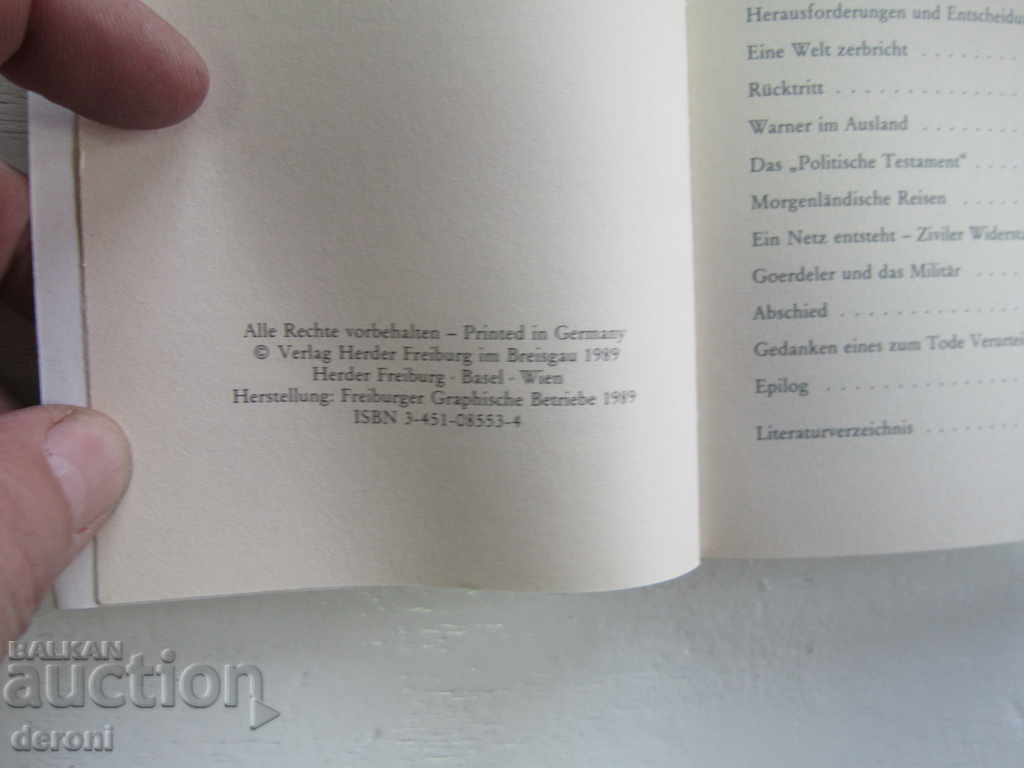 Alle Rechte vorbehalten – Printed in Germany
© Verlag Herder Freiburg im Breisgau 1989
Herder Freiburg · Basel · Wien
Herstellung: Freiburger Graphische Betriebe 1989
ISBN 3-451-08553-4
Herausforderungen und
Eine Welt zerbricht . . . . . . .
Rücktritt . . . . . . . . . . . . .
Warner im Ausland . . . . . . .
Das „Politische Testament“ . . . .
Morgenländische Reisen . . . .
Ein Netz entsteht – Ziviler
Goerdeler und das Militär . . . .
Abschied . . . . . . . . . . . . .
Gedanken eines zum Tode
Epilog . . . . . . . . . . . . . .
Literaturverzeichnis . . . . . . .
BALKAN
auction
deroni